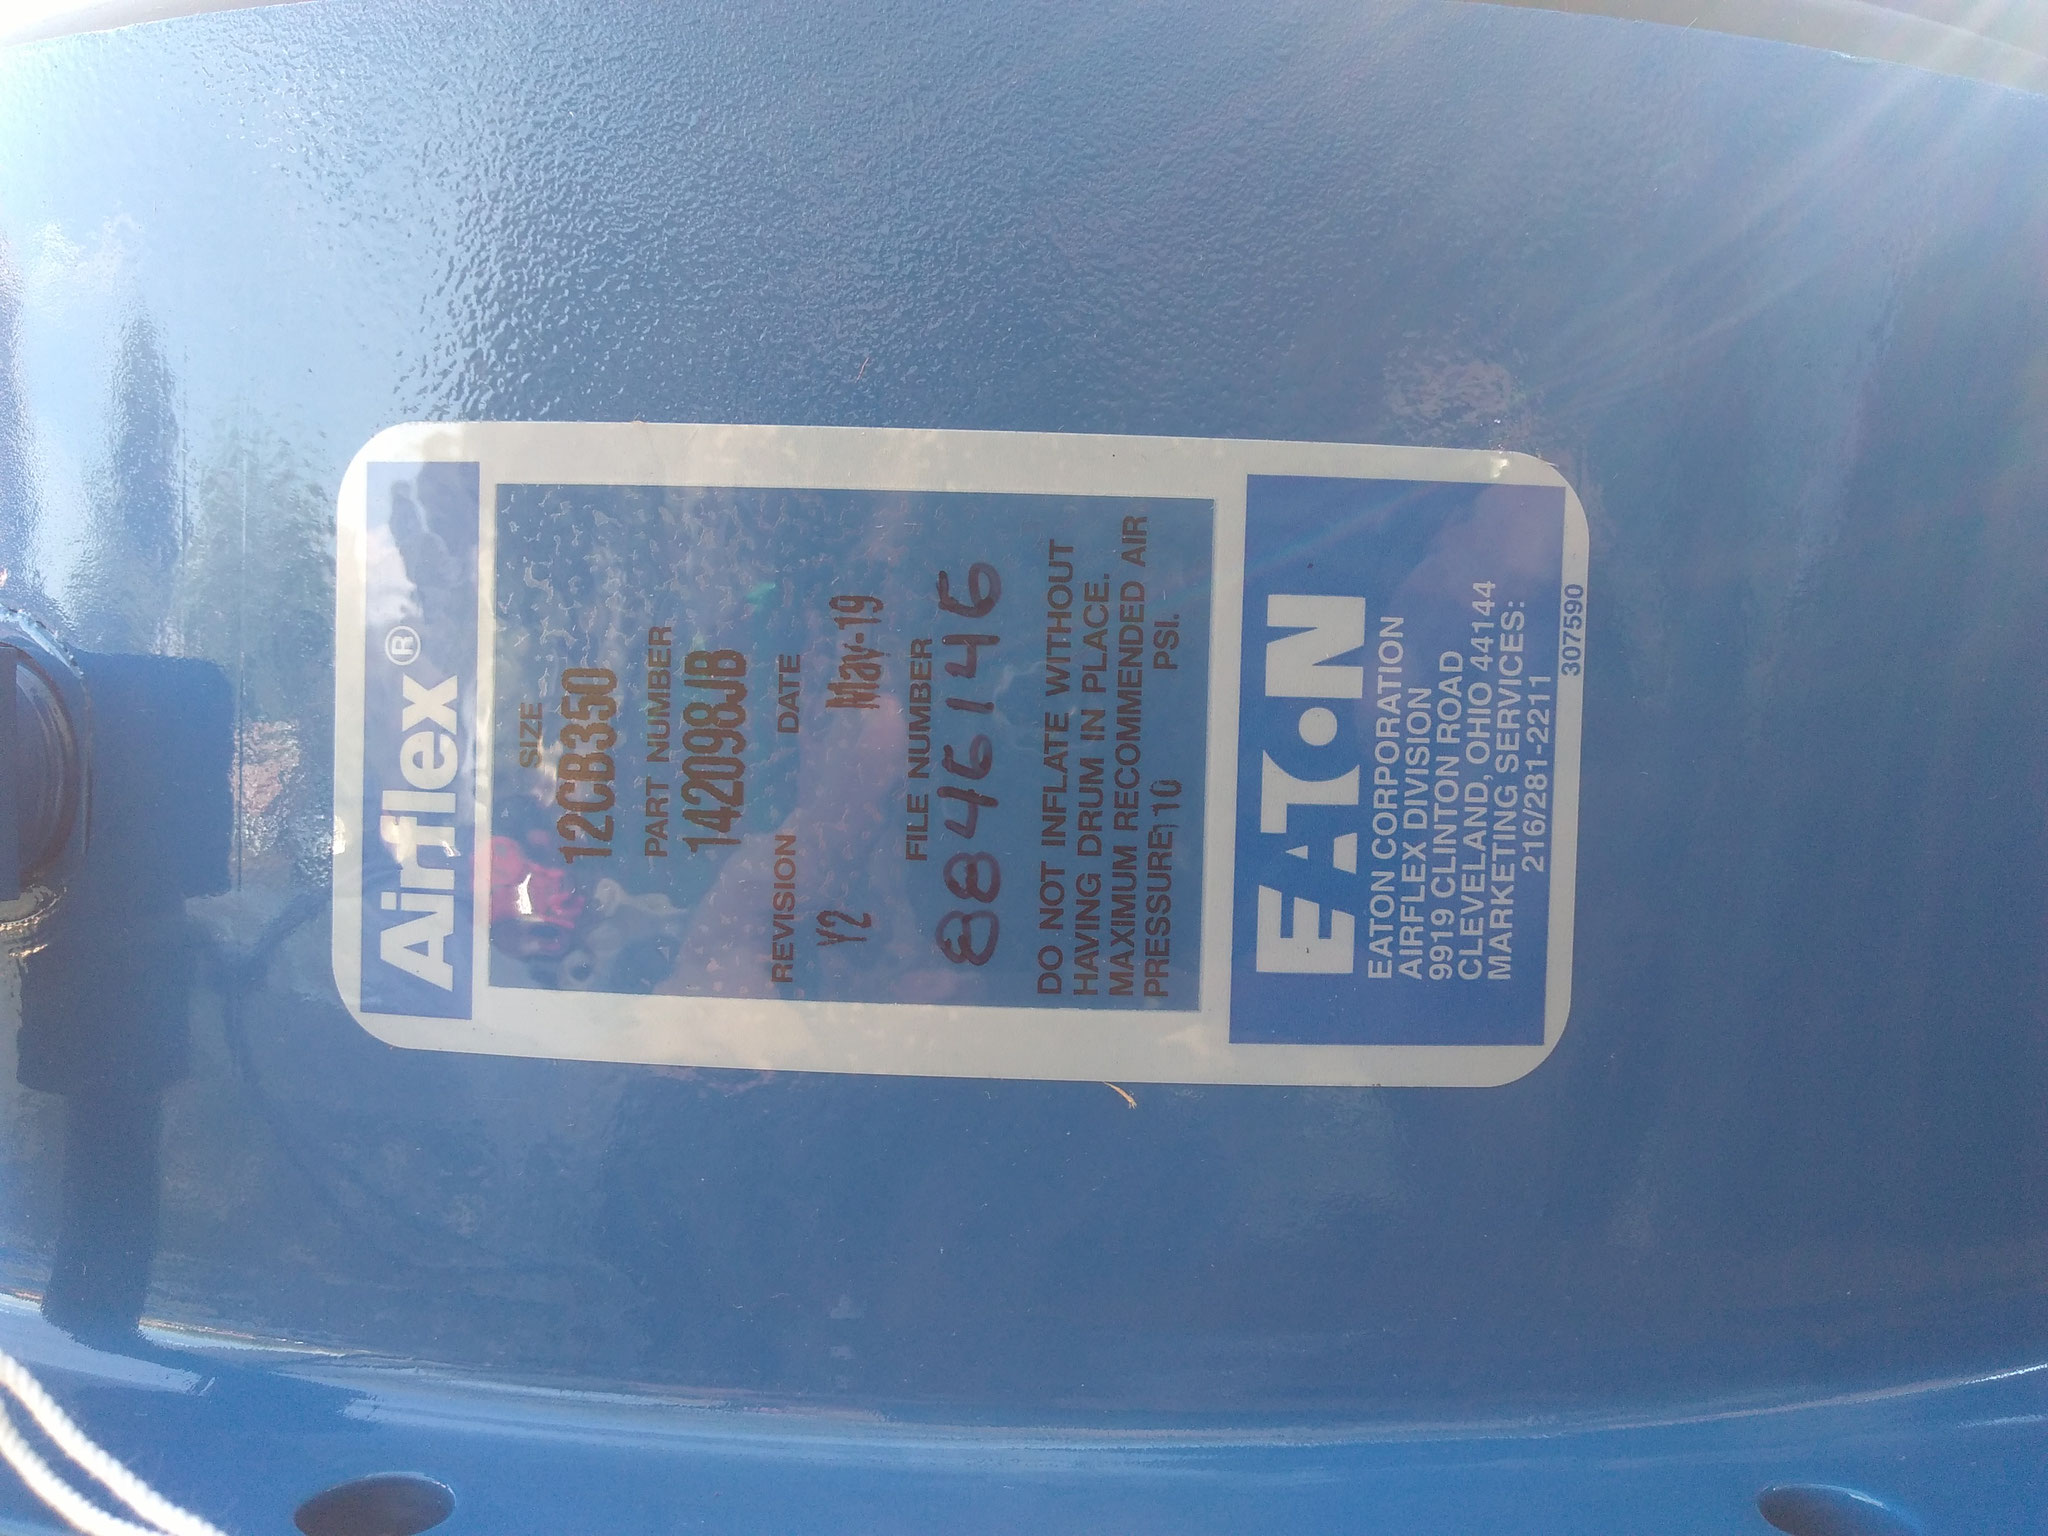 Airflex®
SIZE
12CB350
PART NUMBER
142098JB
REVISION DATE
Y2 May-19
FILE NUMBER
8846146
DO NOT INFLATE WITHOUT
HAVING DRUM IN PLACE.
MAXIMUM RECOMMENDED AIR
PRESSURE 110 PSI.
EATON
EATON CORPORATION
AIRFLEX DIVISION
9919 CLINTON ROAD
CLEVELAND, OHIO 44144
MARKETING SERVICES:
216/281-2211
307590